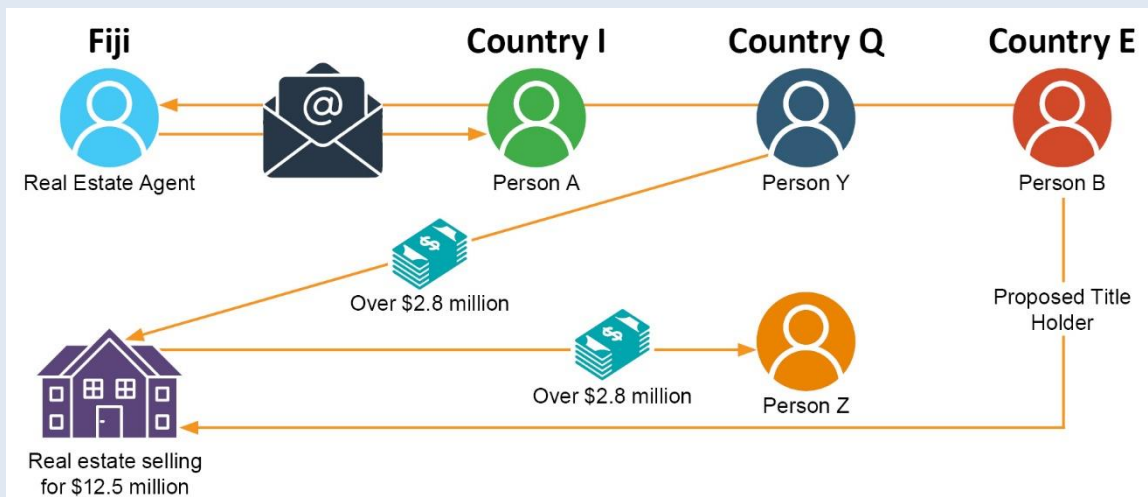 Fiji
Country I
Country Q
Country E
@
Real Estate Agent
Person A
Person Y
Person B
$
Over $2.8 million
Proposed Title
Holder
$
Over $2.8 million
Person Z
Real estate selling
for $12.5 million